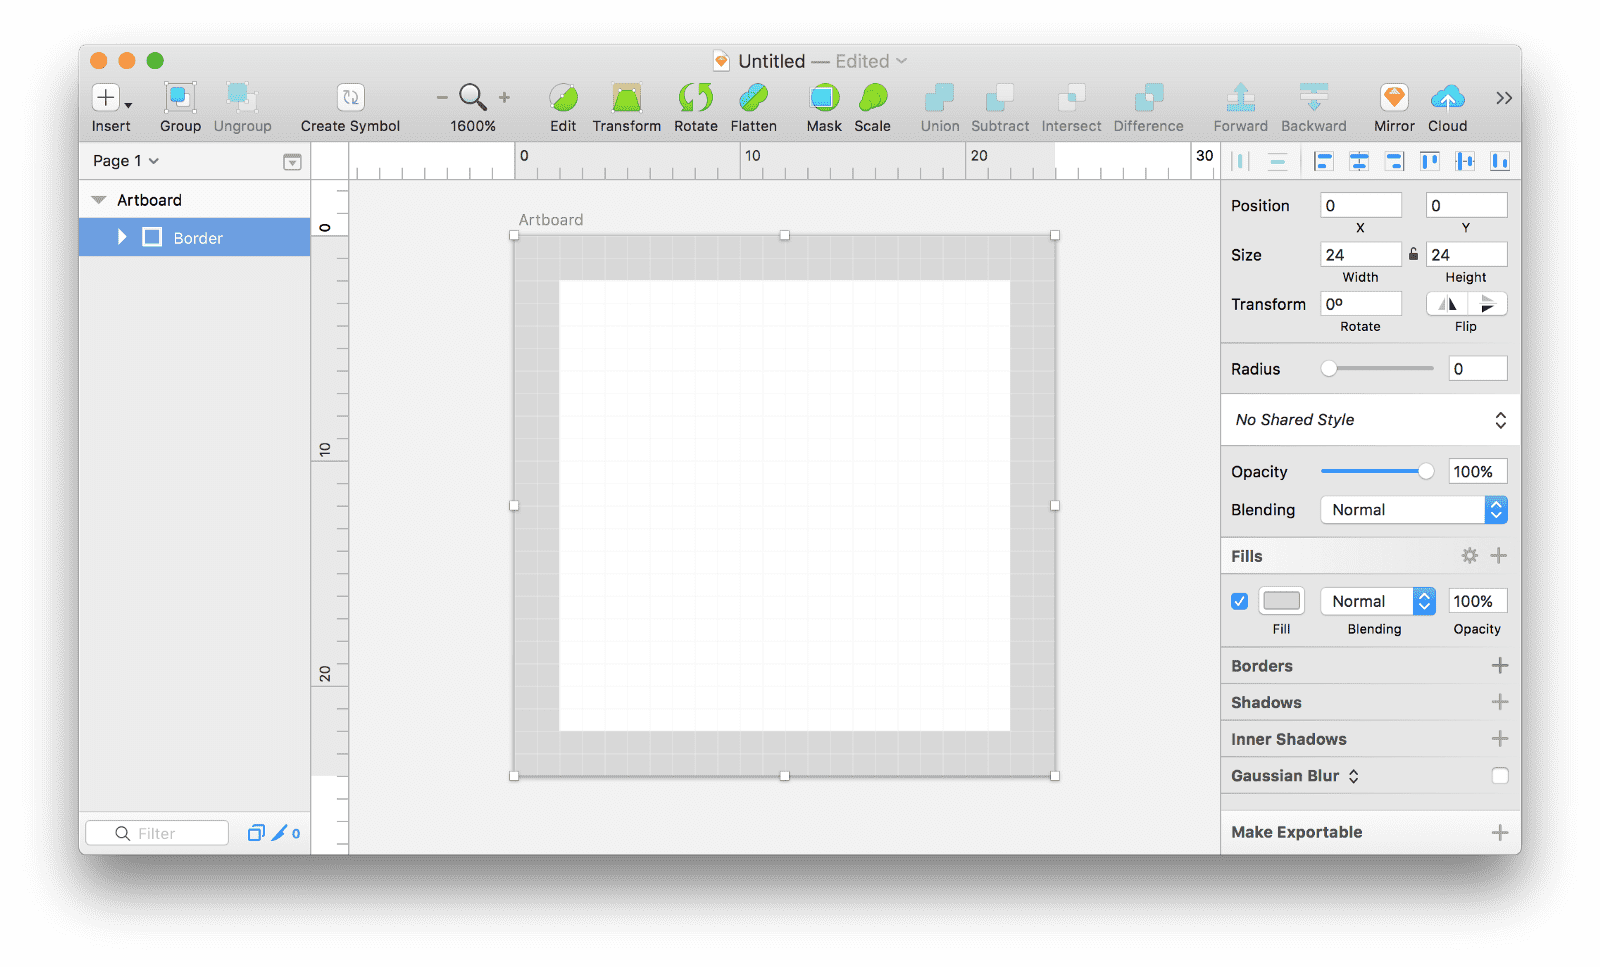 Untitled — Edited
Insert Group Ungroup Create Symbol 1600% Edit Transform Rotate Flatten Mask Scale Union Subtract Intersect Difference Forward Backward Mirror Cloud
Page 1
0 10 20 30
Artboard
Border
0
10
20
Artboard
Position 0 0
X Y
Size 24 24
Width Height
Transform 0º
Rotate Flip
Radius 0
No Shared Style
Opacity 100%
Blending Normal
Fills
Normal 100%
Fill Blending Opacity
Borders
Shadows
Inner Shadows
Gaussian Blur
Make Exportable
Filter 0